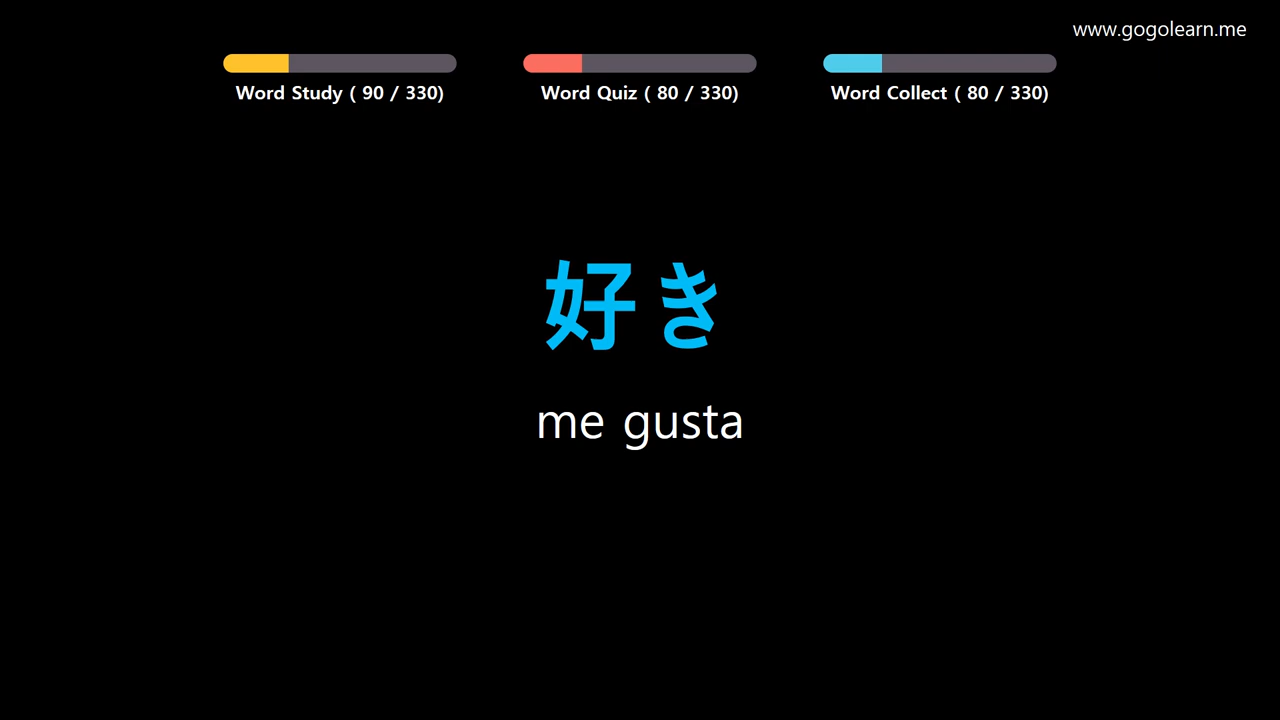 www.gogolearn.me
Word Study ( 90 / 330)
Word Quiz ( 80 / 330)
Word Collect ( 80 / 330)
好き
me gusta